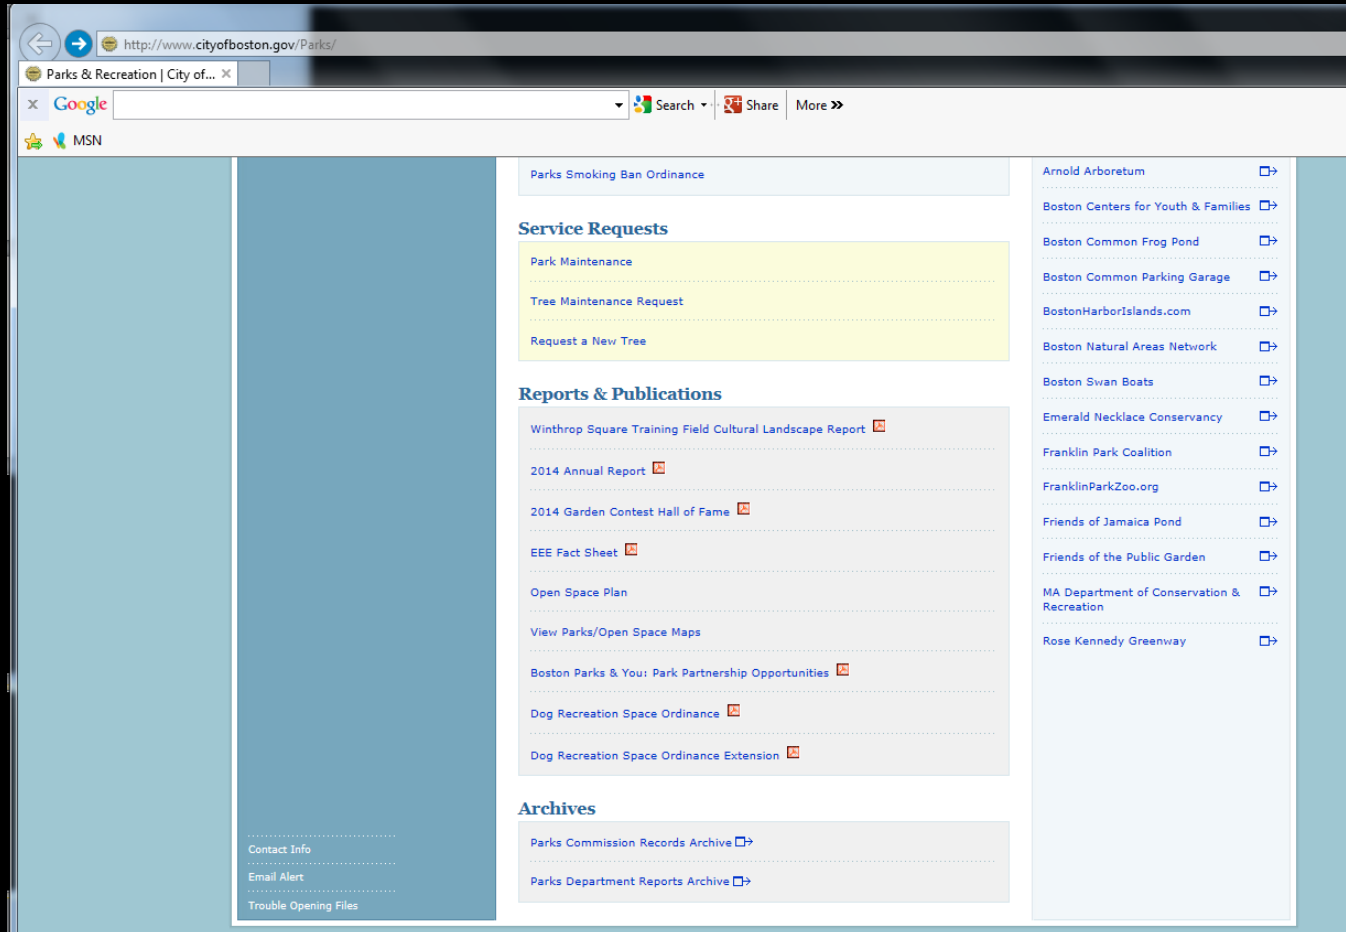 http://www.cityofboston.gov/Parks/
Parks & Recreation | City of... ×
x Google Search Share More »
MSN
Parks Smoking Ban Ordinance
Service Requests
Park Maintenance
Tree Maintenance Request
Request a New Tree
Reports & Publications
Winthrop Square Training Field Cultural Landscape Report
2014 Annual Report
2014 Garden Contest Hall of Fame
EEE Fact Sheet
Open Space Plan
View Parks/Open Space Maps
Boston Parks & You: Park Partnership Opportunities
Dog Recreation Space Ordinance
Dog Recreation Space Ordinance Extension
Archives
Parks Commission Records Archive
Parks Department Reports Archive
Arnold Arboretum
Boston Centers for Youth & Families
Boston Common Frog Pond
Boston Common Parking Garage
BostonHarborIslands.com
Boston Natural Areas Network
Boston Swan Boats
Emerald Necklace Conservancy
Franklin Park Coalition
FranklinParkZoo.org
Friends of Jamaica Pond
Friends of the Public Garden
MA Department of Conservation &
Recreation
Rose Kennedy Greenway
Contact Info
Email Alert
Trouble Opening Files